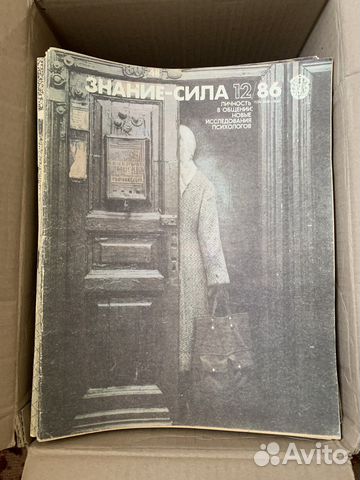 ЗНАНИЕ-СИЛА 12/86
ЛИЧНОСТЬ
В ОБЩЕНИИ:
НОВЫЕ
ИССЛЕДОВАНИЯ
ПСИХОЛОГОВ
Avito